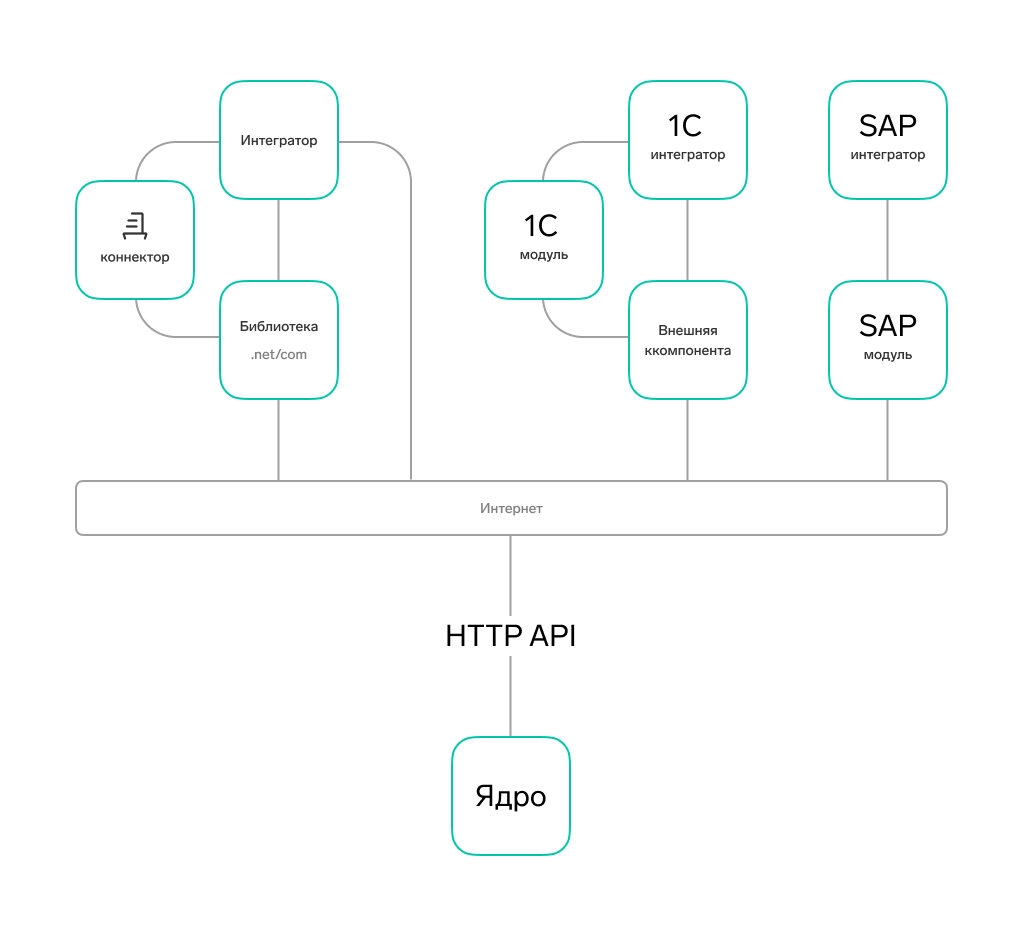 Интегратор
1С
интегратор
SAP
интегратор
коннектор
1С
модуль
Библиотека
.net/com
Внешняя
ккомпонента
SAP
модуль
Интернет
HTTP API
Ядро